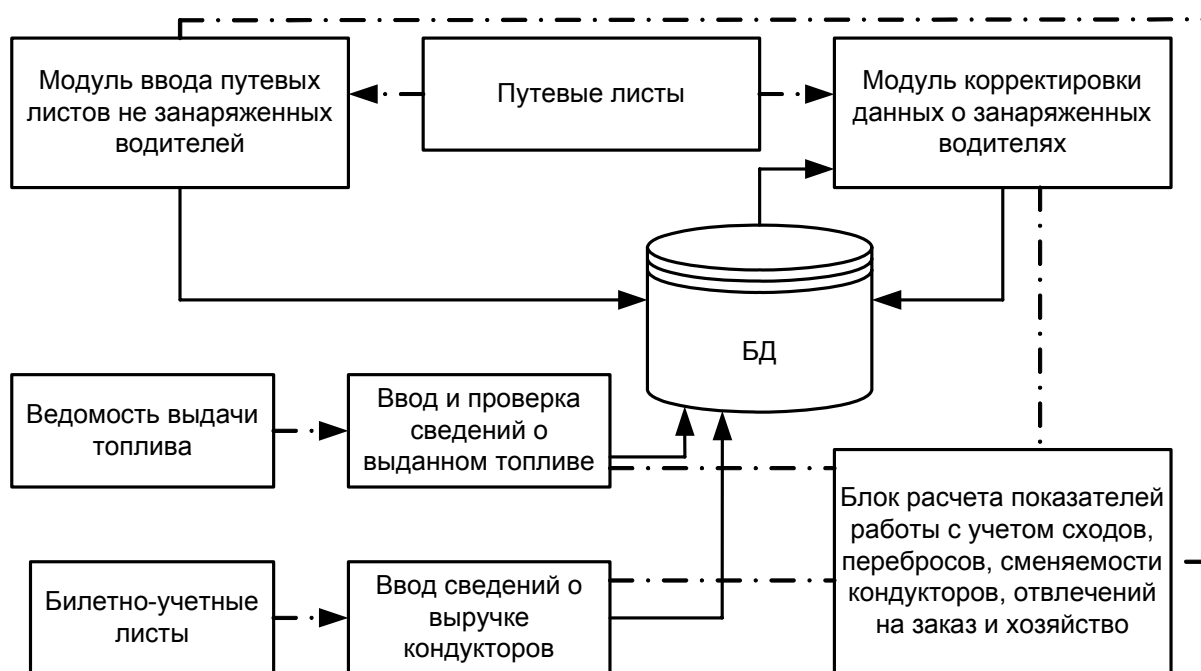 Модуль ввода путевых
листов не занаряженных
водителей
Путевые листы
Модуль корректировки
данных о занаряженных
водителях
БД
Ведомость выдачи
топлива
Ввод и проверка
сведений о
выданном топливе
Блок расчета показателей
работы с учетом сходов,
перебросов, сменяемости
кондукторов, отвлечений
на заказ и хозяйство
Билетно-учетные
листы
Ввод сведений о
выручке
кондукторов